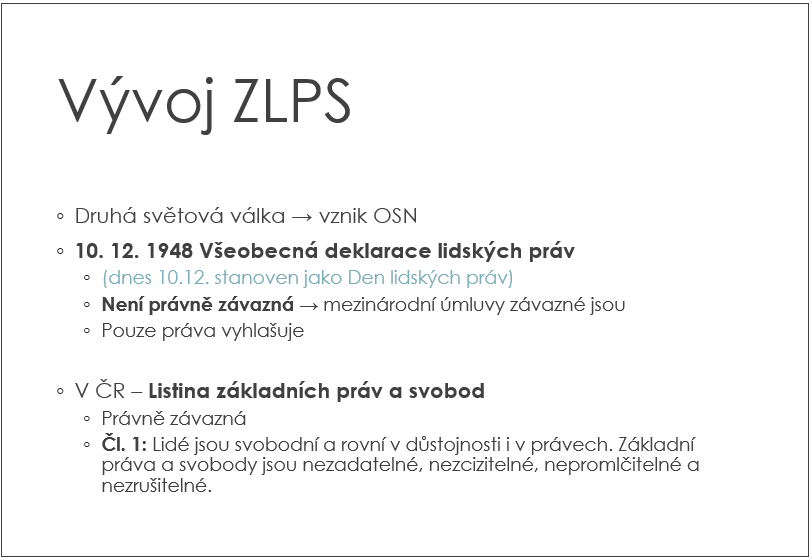 Vývoj ZLPS
◦ Druhá světová válka → vznik OSN
◦ 10. 12. 1948 Všeobecná deklarace lidských práv
◦ (dnes 10.12. stanoven jako Den lidských práv)
◦ Není právně závazná → mezinárodní úmluvy závazné jsou
◦ Pouze práva vyhlašuje
◦ V ČR – Listina základních práv a svobod
◦ Právně závazná
◦ Čl. 1: Lidé jsou svobodní a rovní v důstojnosti i v právech. Základní
práva a svobody jsou nezadatelné, nezcizitelné, nepromlčitelné a
nezrušitelné.